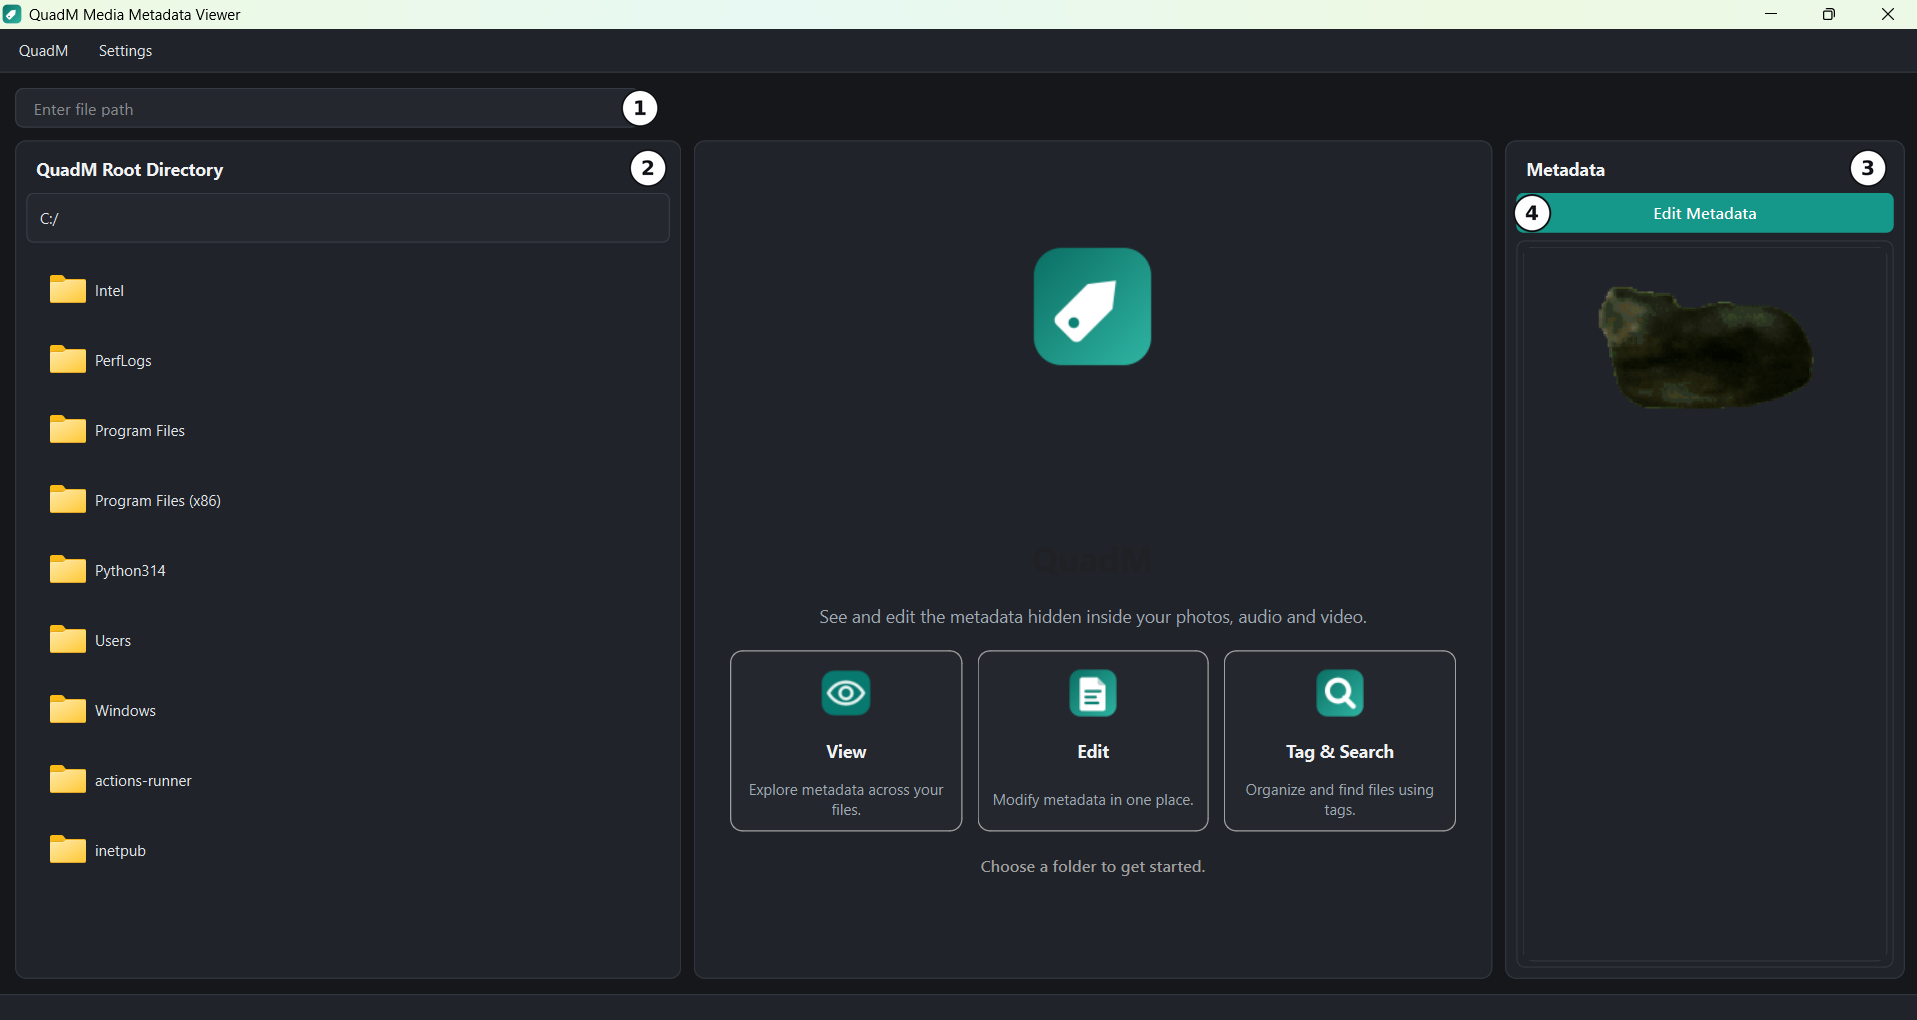 QuadM Media Metadata Viewer
QuadM Settings
Enter file path
1
QuadM Root Directory
2
C:/
Intel
PerfLogs
Program Files
Program Files (x86)
Python314
Users
Windows
actions-runner
inetpub
QuadM
See and edit the metadata hidden inside your photos, audio and video.
View
Explore metadata across your
files.
Edit
Modify metadata in one place.
Tag & Search
Organize and find files using
tags.
Choose a folder to get started.
Metadata
3
4
Edit Metadata